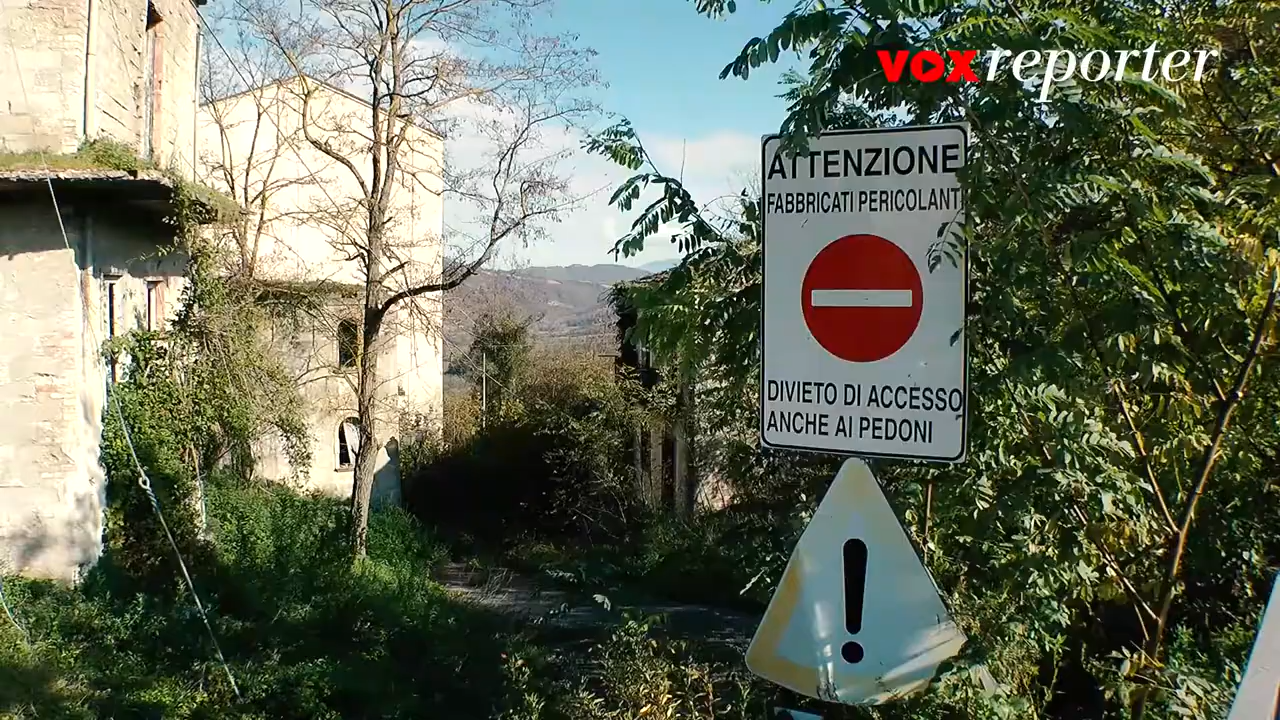 voxreporter
ATTENZIONE
FABBRICATI PERICOLANTI
DIVIETO DI ACCESSO
ANCHE AI PEDONI
!